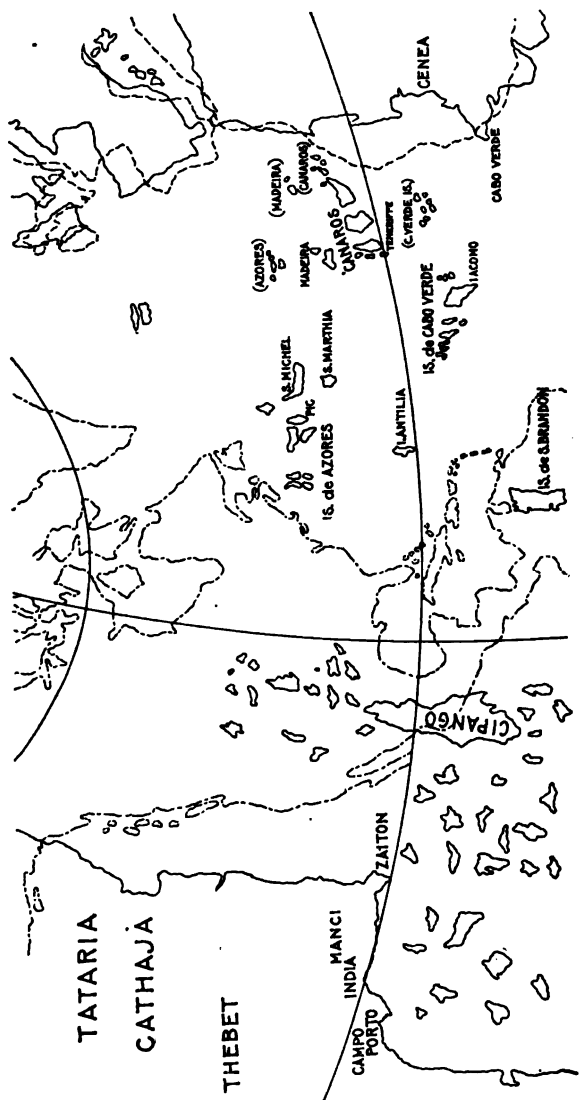 TATARIA
CATHAJA
THEBET
MANCI
INDIA
CAMPO
PORTO
ZAITON
CIPANGO
IS. de AZORES
PIC
S. MICHEL
S. MARTHIA
(AZORES)
MADEIRA
(MADEIRA)
(CANAROS)
CANAROS
TENERIFFE
(C. VERDE IS.)
IS. de CABO VERDE
IACOMO
I. ANTILIA
IS. de S. BRANDON
CENEA
CABO VERDE